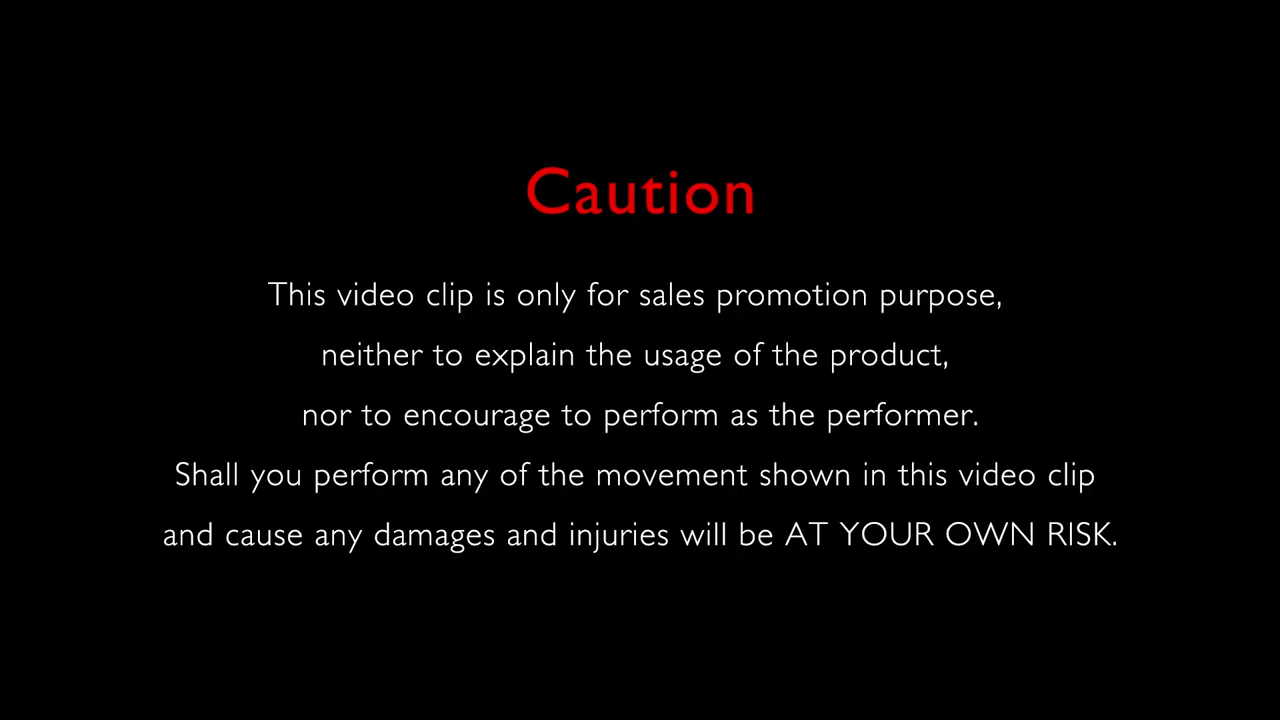 Caution
This video clip is only for sales promotion purpose,
neither to explain the usage of the product,
nor to encourage to perform as the performer.
Shall you perform any of the movement shown in this video clip
and cause any damages and injuries will be AT YOUR OWN RISK.